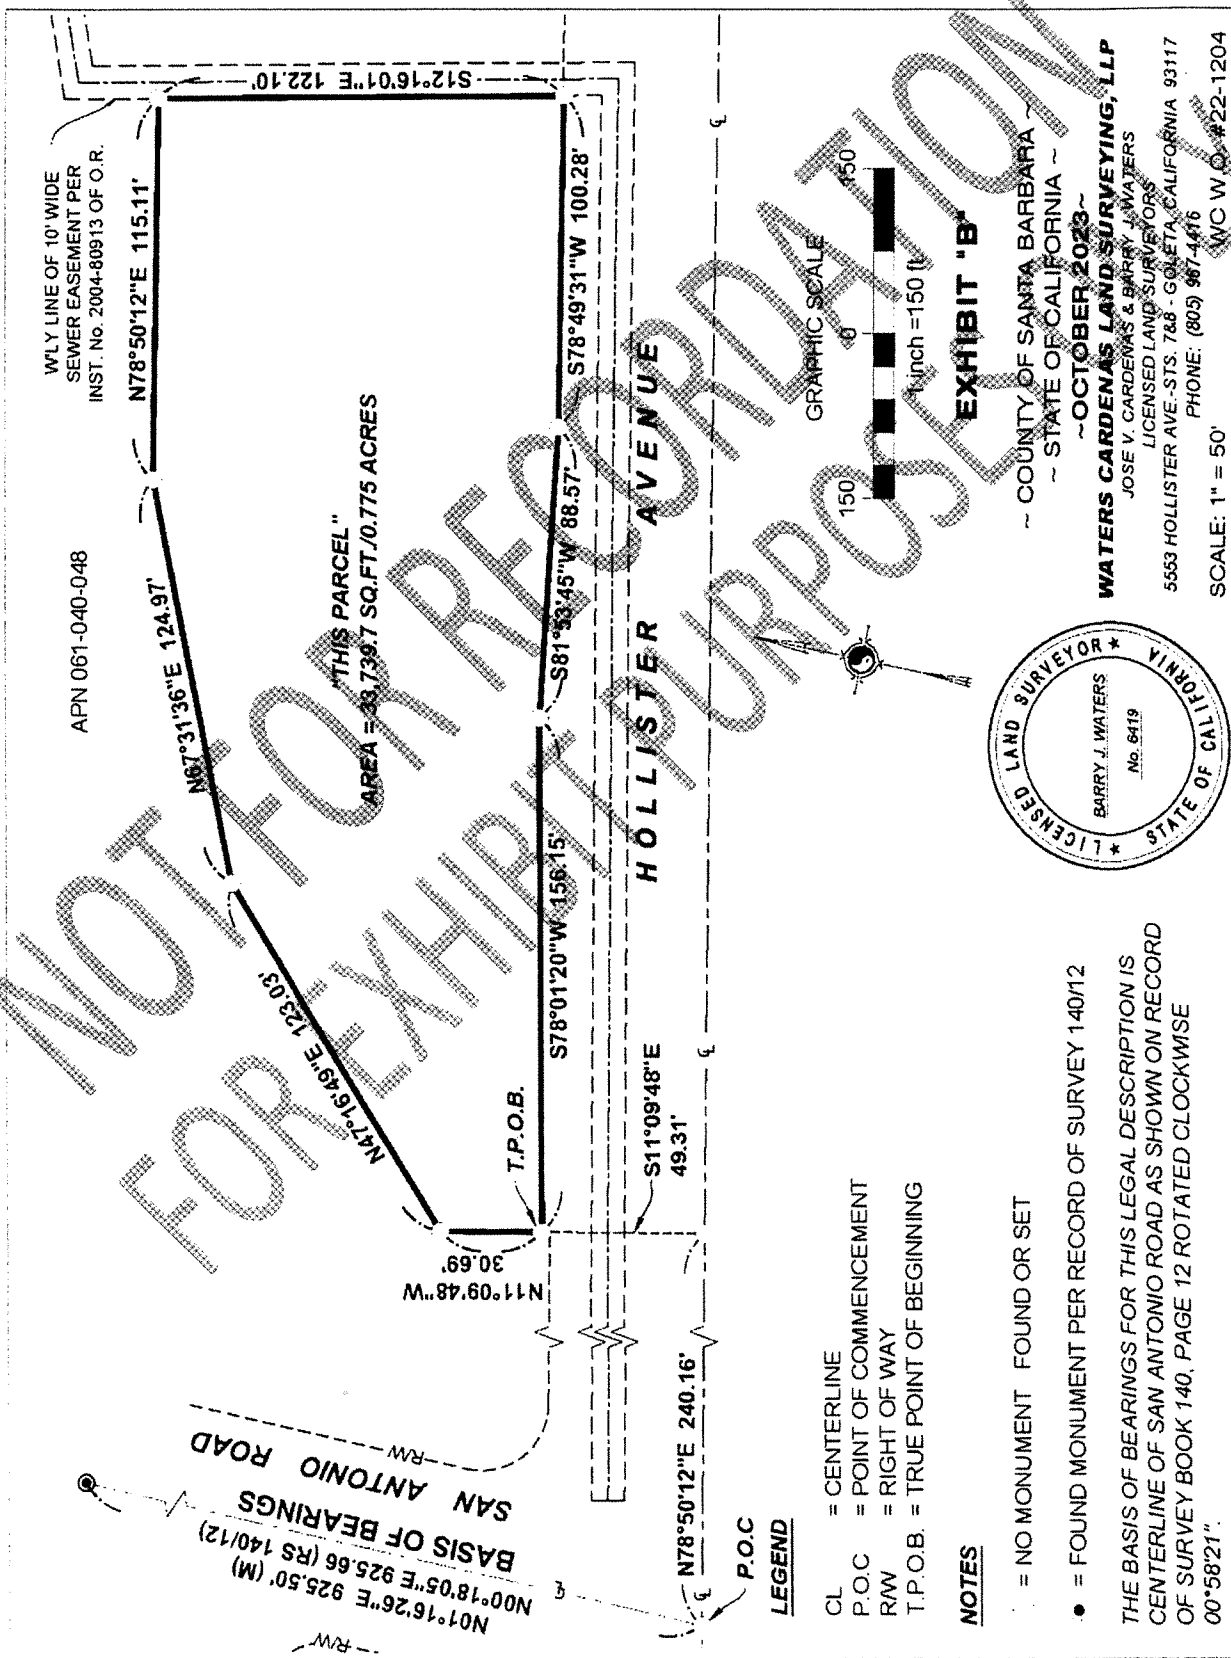 WLY LINE OF 10' WIDE
SEWER EASEMENT PER
INST. No. 2004-80913 OF O.R.
APN 061-040-048
N78°50'12"E 115.11'
S12°16'01"E 122.10'
N67°31'36"E 124.97'
N47°16'49"E 123.03'
"THIS PARCEL"
AREA = 33,739.7 SQ.FT./0.775 ACRES
N11°09'48"W
30.69'
T.P.O.B.
S78°01'20"W 156.15'
S81°53'45"W 88.57'
S78°49'31"W 100.28'
HOLLISTER AVENUE
S11°09'48"E
49.31'
SAN ANTONIO ROAD
BASIS OF BEARINGS
N00°18'05"E 925.66 (RS 140/12)
N01°16'26"E 925.50' (M)
R/W
R/W
N78°50'12"E 240.16'
P.O.C
NOT FOR RECORDATION
FOR EXHIBIT PURPOSE ONLY
LEGEND
CL = CENTERLINE
P.O.C = POINT OF COMMENCEMENT
R/W = RIGHT OF WAY
T.P.O.B. = TRUE POINT OF BEGINNING
NOTES
= NO MONUMENT FOUND OR SET
● = FOUND MONUMENT PER RECORD OF SURVEY 140/12
THE BASIS OF BEARINGS FOR THIS LEGAL DESCRIPTION IS
CENTERLINE OF SAN ANTONIO ROAD AS SHOWN ON RECORD
OF SURVEY BOOK 140, PAGE 12 ROTATED CLOCKWISE
00°58'21".
LICENSED LAND SURVEYOR
BARRY J. WATERS
No. 6419
STATE OF CALIFORNIA
GRAPHIC SCALE
150 0 150
1 inch =150 ft.
EXHIBIT "B"
~ COUNTY OF SANTA BARBARA ~
~ STATE OF CALIFORNIA ~
~OCTOBER 2023~
WATERS CARDENAS LAND SURVEYING, LLP
JOSE V. CARDENAS & BARRY J. WATERS
LICENSED LAND SURVEYORS
5553 HOLLISTER AVE.-STS. 7&8 - GOLETA, CALIFORNIA 93117
PHONE: (805) 967-4416
SCALE: 1" = 50' WC W.O. #22-1204